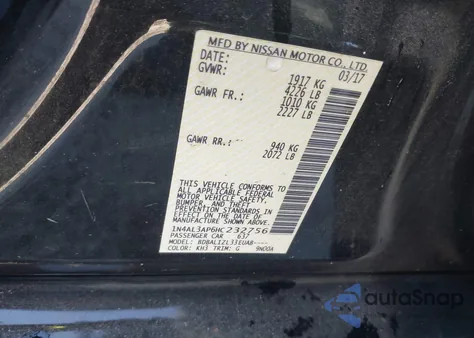 MFD BY NISSAN MOTOR CO., LTD.
DATE: 03/17
GVWR: 1917 KG
4226 LB
GAWR FR.: 1010 KG
2227 LB
GAWR RR.: 940 KG
2072 LB
THIS VEHICLE CONFORMS TO
ALL APPLICABLE FEDERAL
MOTOR VEHICLE SAFETY,
BUMPER, AND THEFT
PREVENTION STANDARDS
IN EFFECT ON THE DATE OF
MANUFACTURE SHOWN ABOVE.
1N4AL3AP6HC232756
PASSENGER CAR 637
MODEL: BDBALIZL33EUAB----
COLOR: KH3 TRIM: G
autoSnap